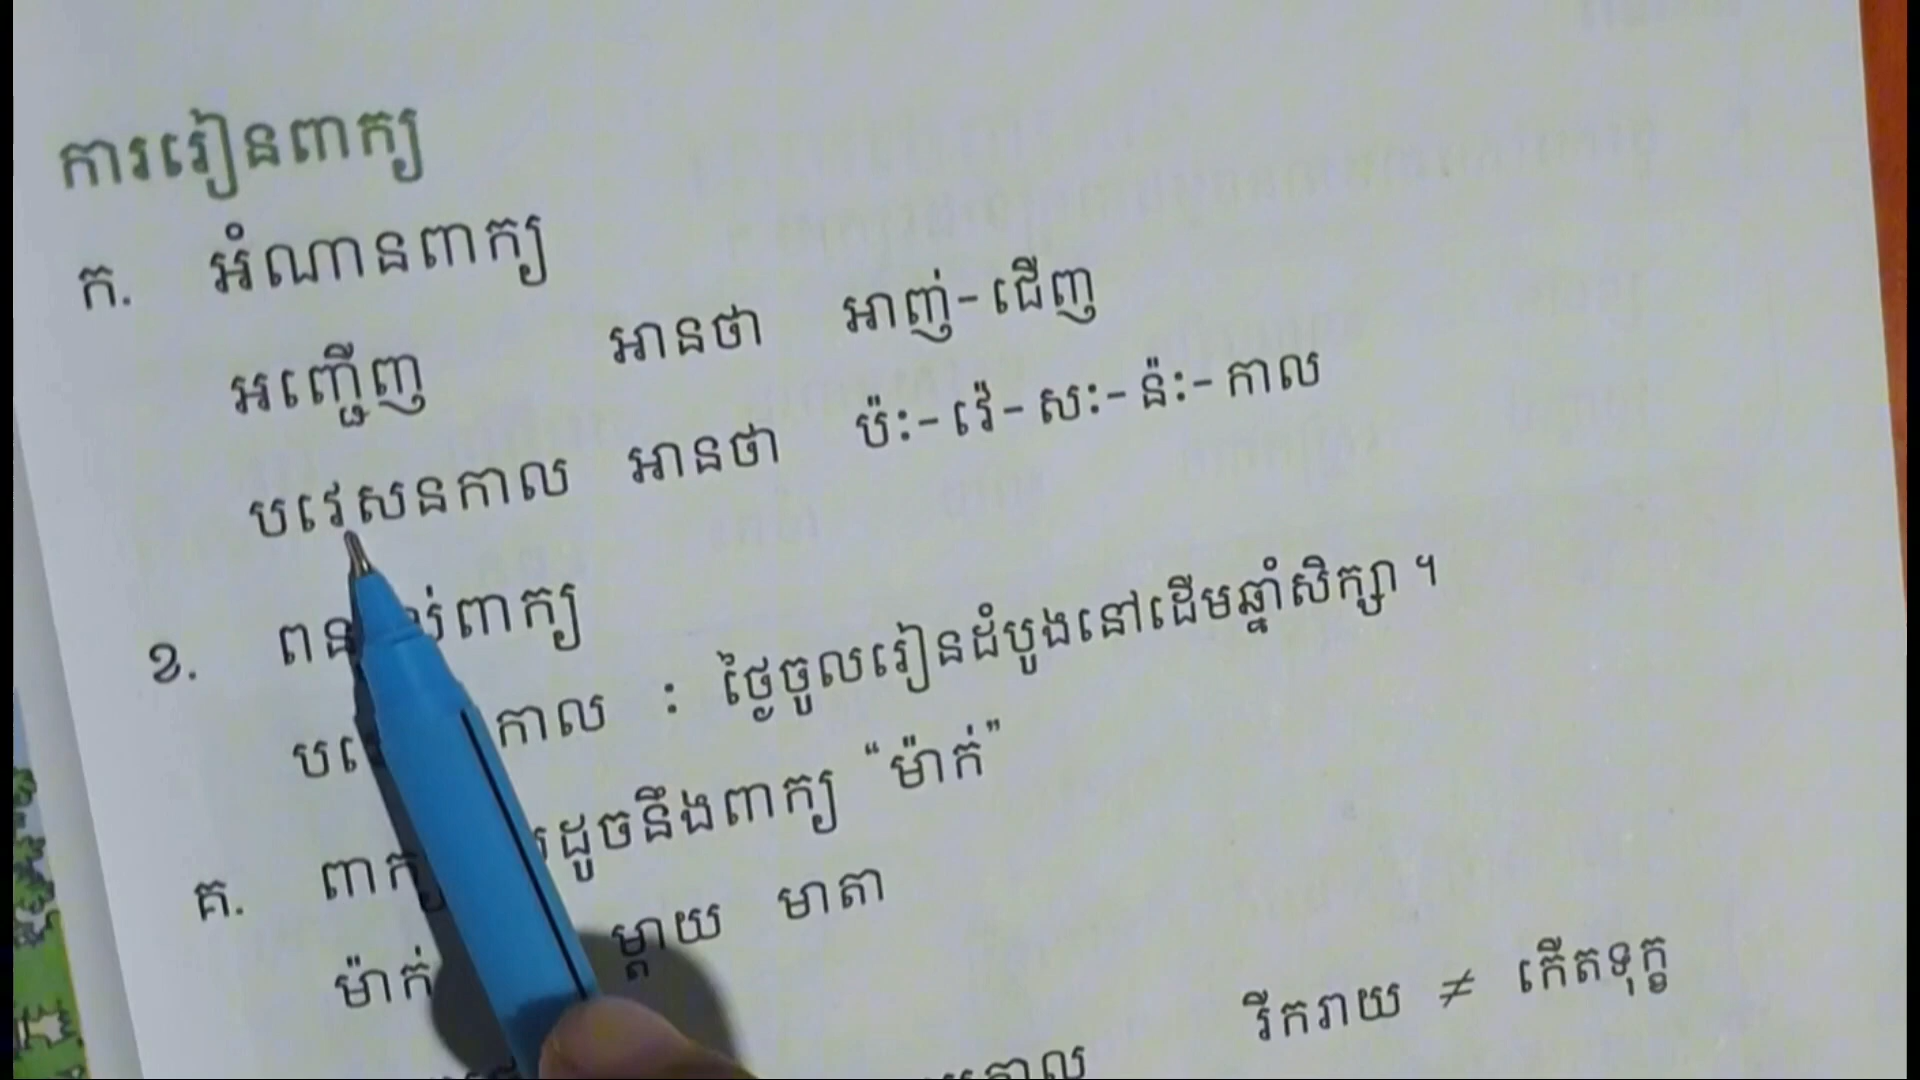 ការរៀនពាក្យ
ក. អំណានពាក្យ
អញ្ជើញ អានថា អាញ់-ជើញ
បវេសនកាល អានថា ប៉ៈ-វ៉េ-សៈ-ន៉ៈ-កាល
ខ. ពាក្យ
កាល : ថ្ងៃចូលរៀនដំបូងនៅដើមឆ្នាំសិក្សា ។
គ. ពាក្យ ដូចនឹងពាក្យ “ម៉ាក់”
ម៉ាក់ ម្ដាយ មាតា
រីករាយ ≠ កើតទុក្ខ